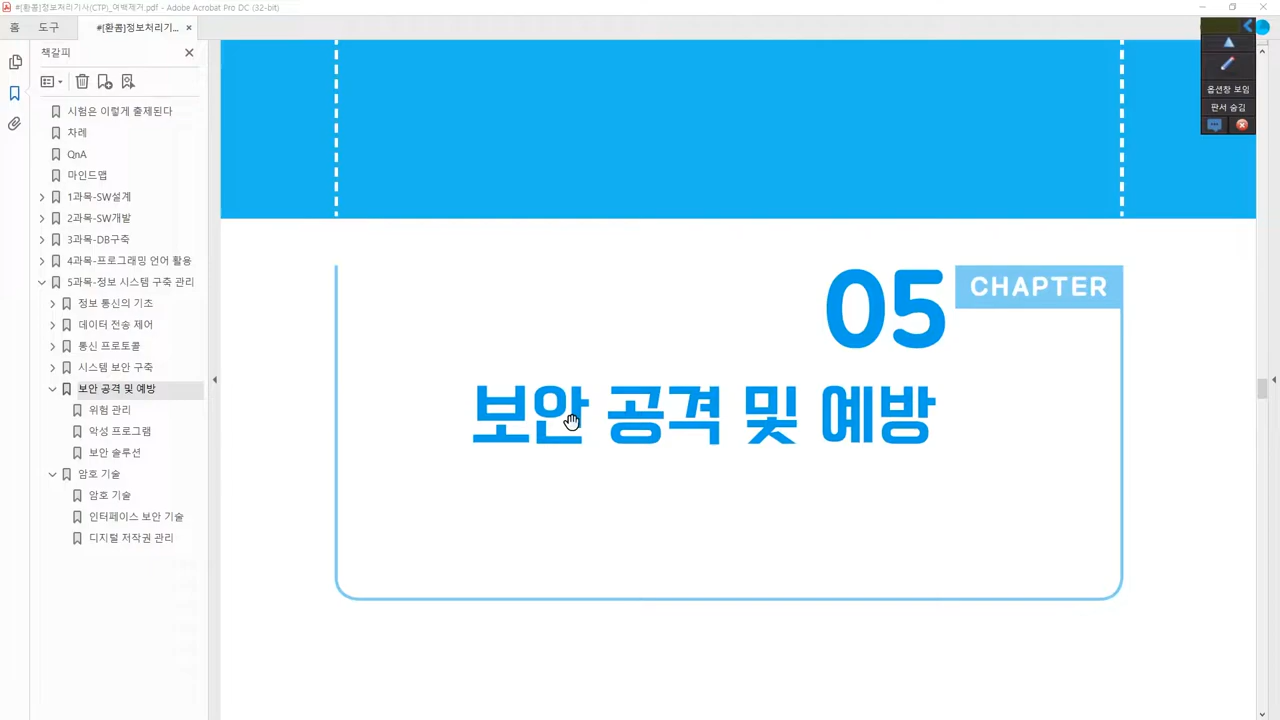 #[환콤]정보처리기사(CTP)_여백제거.pdf - Adobe Acrobat Pro DC (32-bit)
홈 도구 #[환콤]정보처리기...
책갈피
시험은 이렇게 출제된다
차례
QnA
마인드맵
1과목-SW설계
2과목-SW개발
3과목-DB구축
4과목-프로그래밍 언어 활용
5과목-정보 시스템 구축 관리
정보 통신의 기초
데이터 전송 제어
통신 프로토콜
시스템 보안 구축
보안 공격 및 예방
위험 관리
악성 프로그램
보안 솔루션
암호 기술
암호 기술
인터페이스 보안 기술
디지털 저작권 관리
05 CHAPTER
보안 공격 및 예방
옵션창 보임
판서 숨김